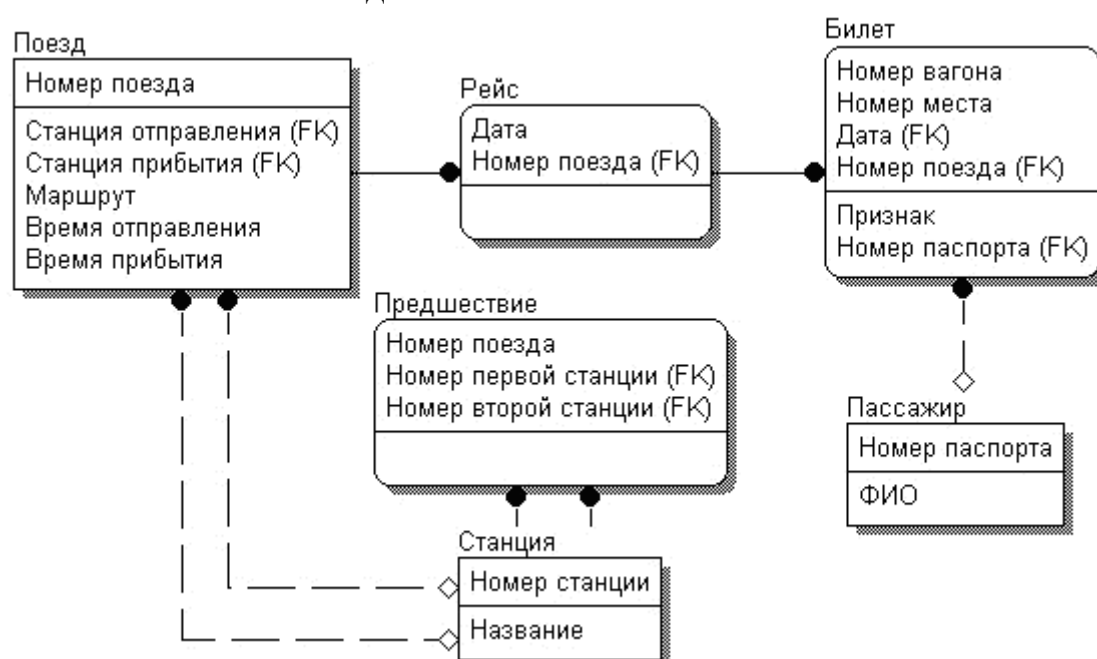 Поезд
Номер поезда
Станция отправления (FK)
Станция прибытия (FK)
Маршрут
Время отправления
Время прибытия
Рейс
Дата
Номер поезда (FK)
Билет
Номер вагона
Номер места
Дата (FK)
Номер поезда (FK)
Признак
Номер паспорта (FK)
Предшествие
Номер поезда
Номер первой станции (FK)
Номер второй станции (FK)
Пассажир
Номер паспорта
ФИО
Станция
Номер станции
Название